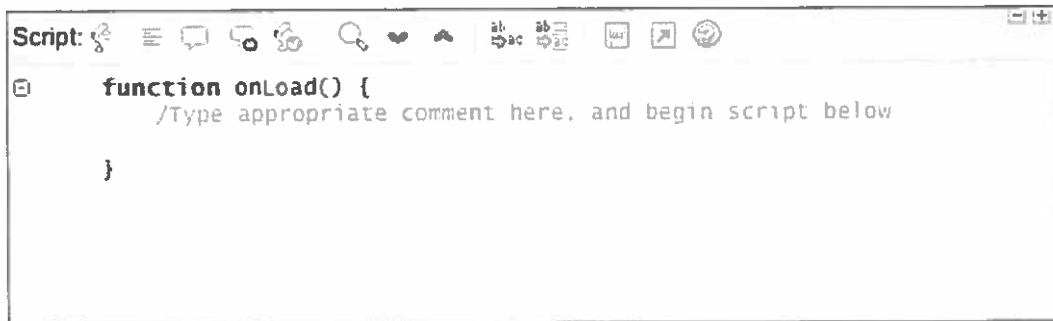 Script:
function onLoad() {
/Type appropriate comment here, and begin script below
}